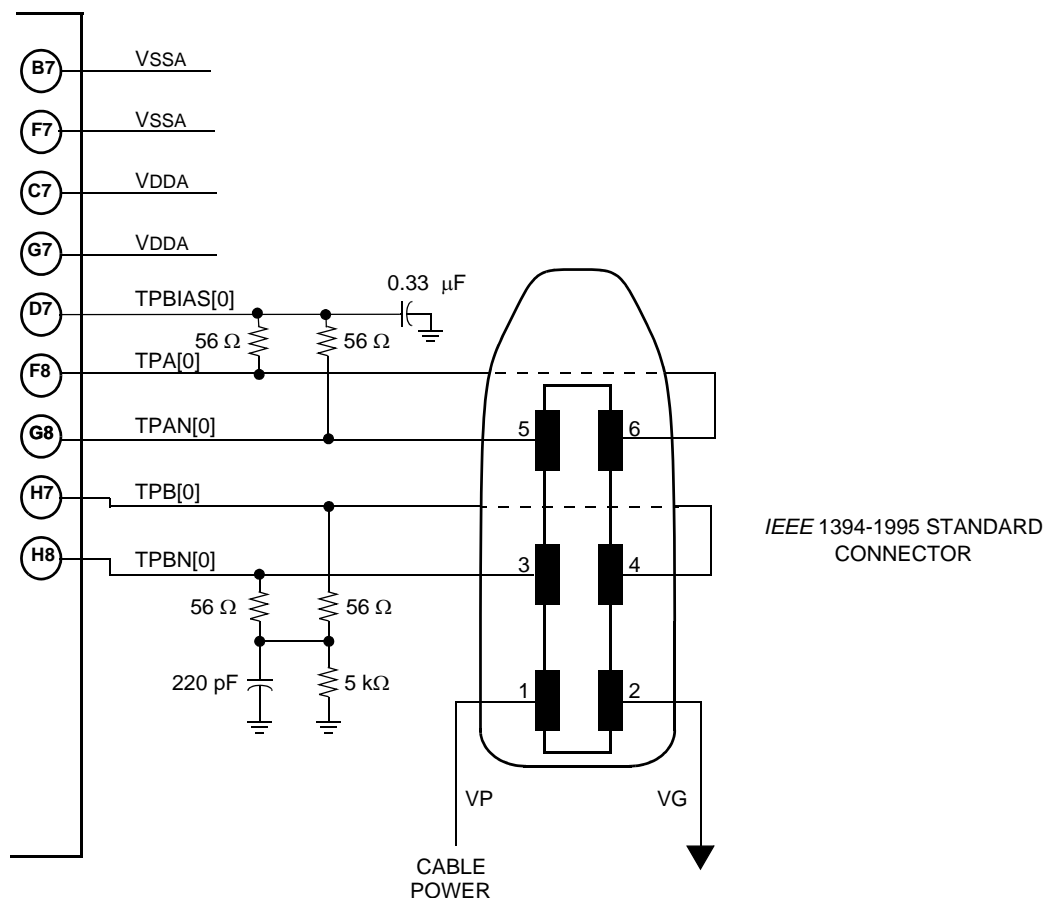 B7 VSSA
F7 VSSA
C7 VDDA
G7 VDDA
0.33 μF
D7 TPBIAS[0]
56 Ω 56 Ω
F8 TPA[0]
G8 TPAN[0] 5 6
H7 TPB[0]
IEEE 1394-1995 STANDARD
CONNECTOR
H8 TPBN[0] 3 4
56 Ω 56 Ω
220 pF 5 kΩ 1 2
VP VG
CABLE
POWER